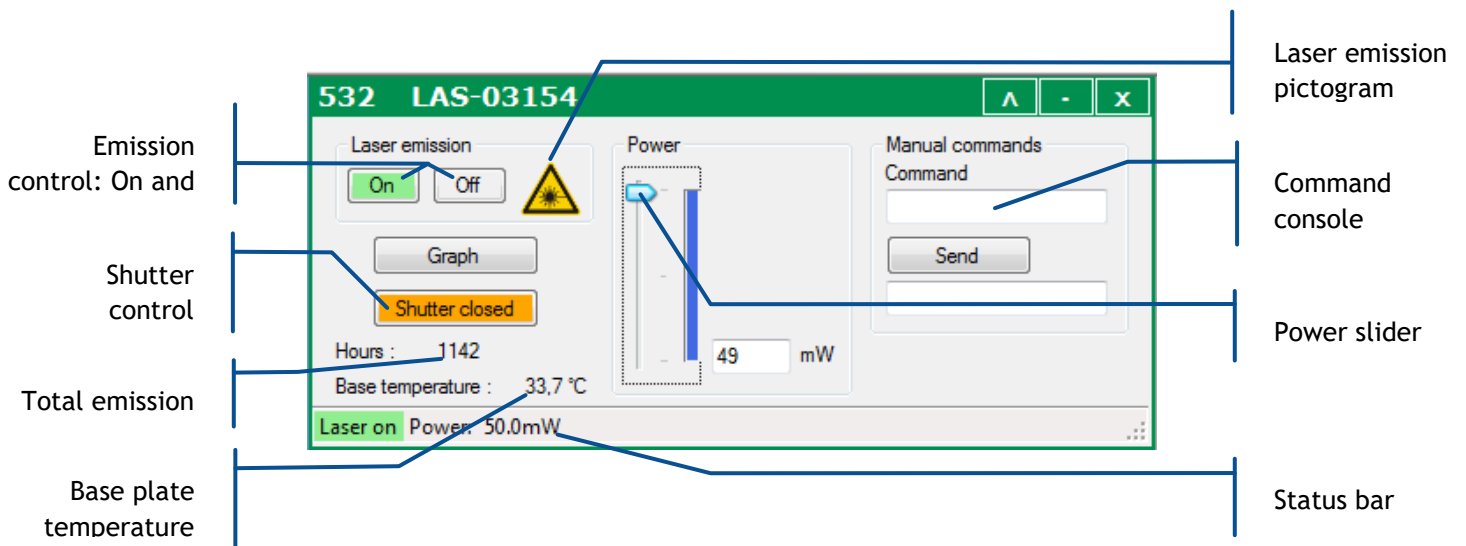 Laser emission
pictogram
532 LAS-03154 ʌ - x
Emission
control: On and
Laser emission
On Off
Power
Manual commands
Command
Command
console
Graph
Send
Shutter
control
Shutter closed
Power slider
Hours : 1142
49 mW
Base temperature : 33,7 °C
Total emission
Laser on Power: 50.0mW
Base plate
temperature
Status bar